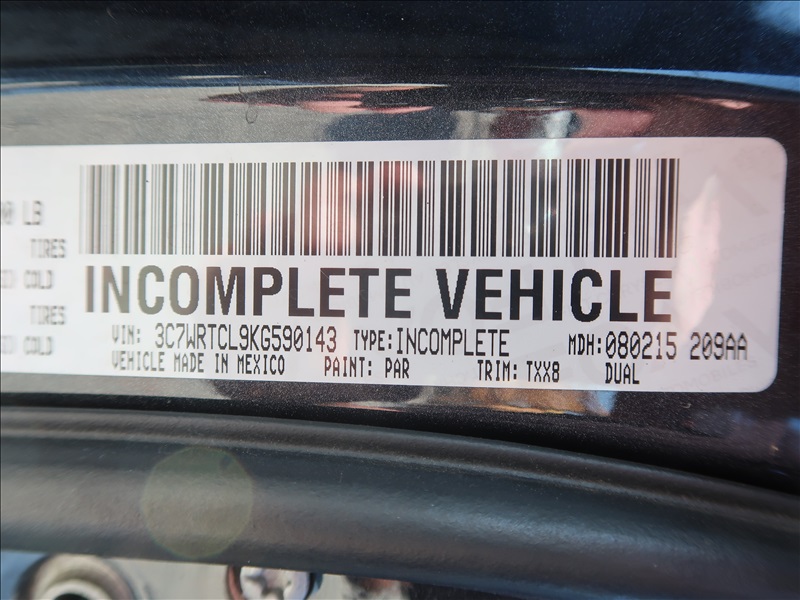 LB
TIRES
COLD
TIRES
COLD
INCOMPLETE VEHICLE
VIN: 3C7WRTCL9KG590143 TYPE: INCOMPLETE MDH: 080215 209AA
VEHICLE MADE IN MEXICO PAINT: PAR TRIM: TXX8 DUAL